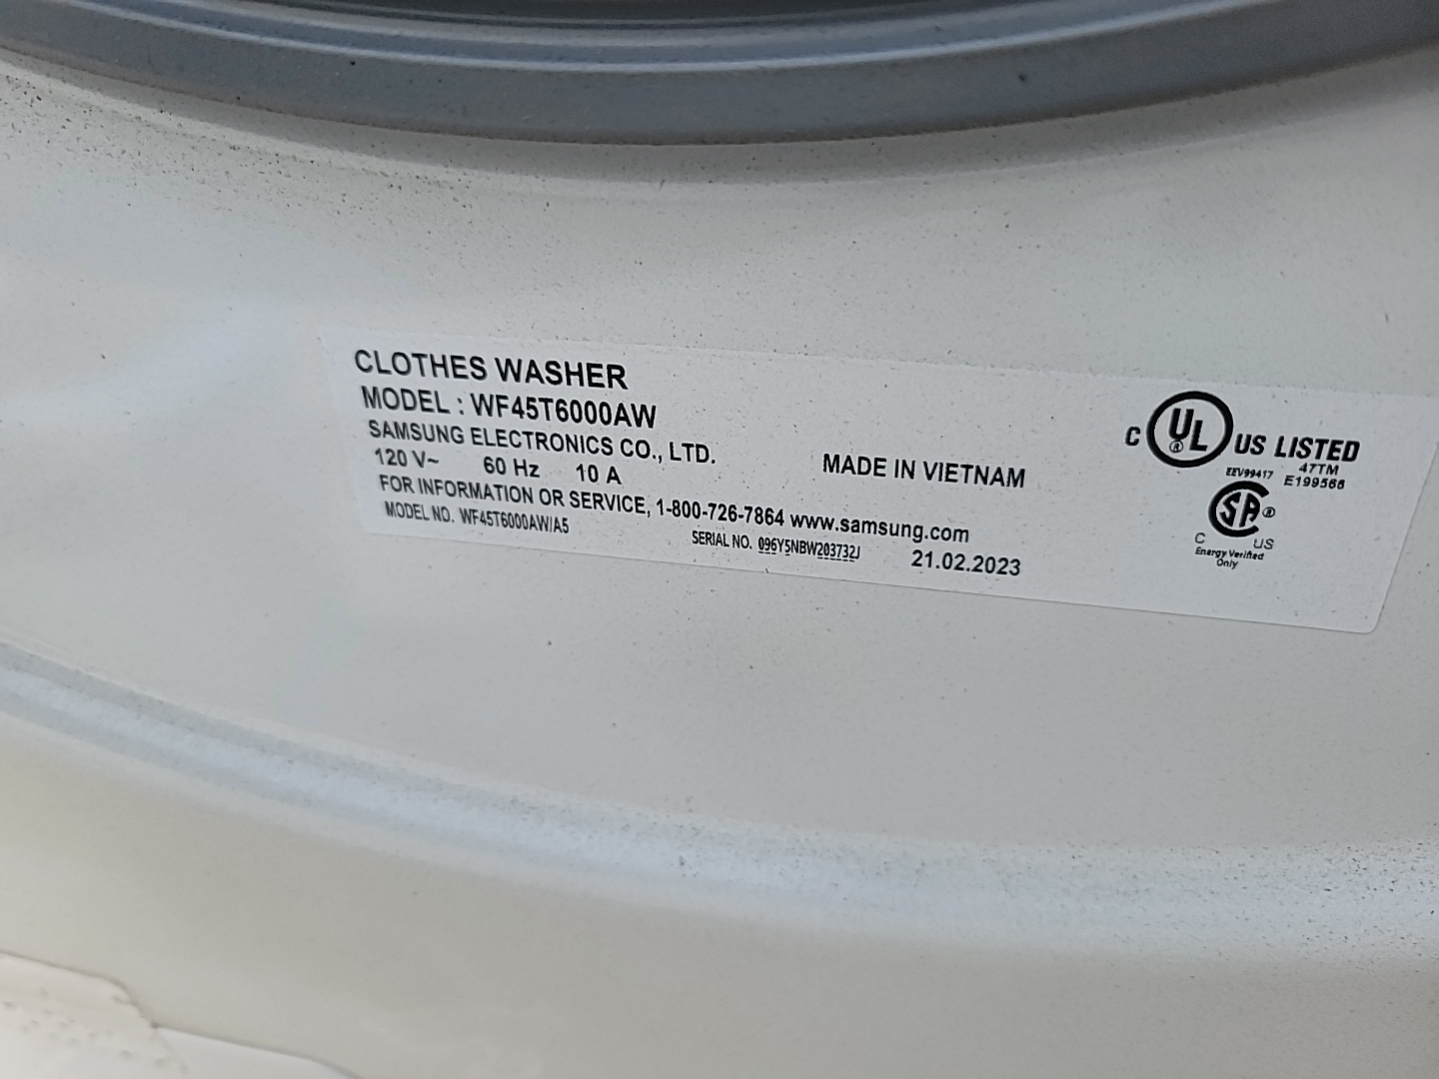 CLOTHES WASHER
MODEL : WF45T6000AW
SAMSUNG ELECTRONICS CO., LTD.
120 V~ 60 Hz 10 A
MADE IN VIETNAM
FOR INFORMATION OR SERVICE, 1-800-726-7864 www.samsung.com
MODEL NO. WF45T6000AW/A5
SERIAL NO. 096Y5NBW203732J
21.02.2023
C UL ® US LISTED
EEV99417 47TM
E199566
SA ®
C US
Energy Verified
Only